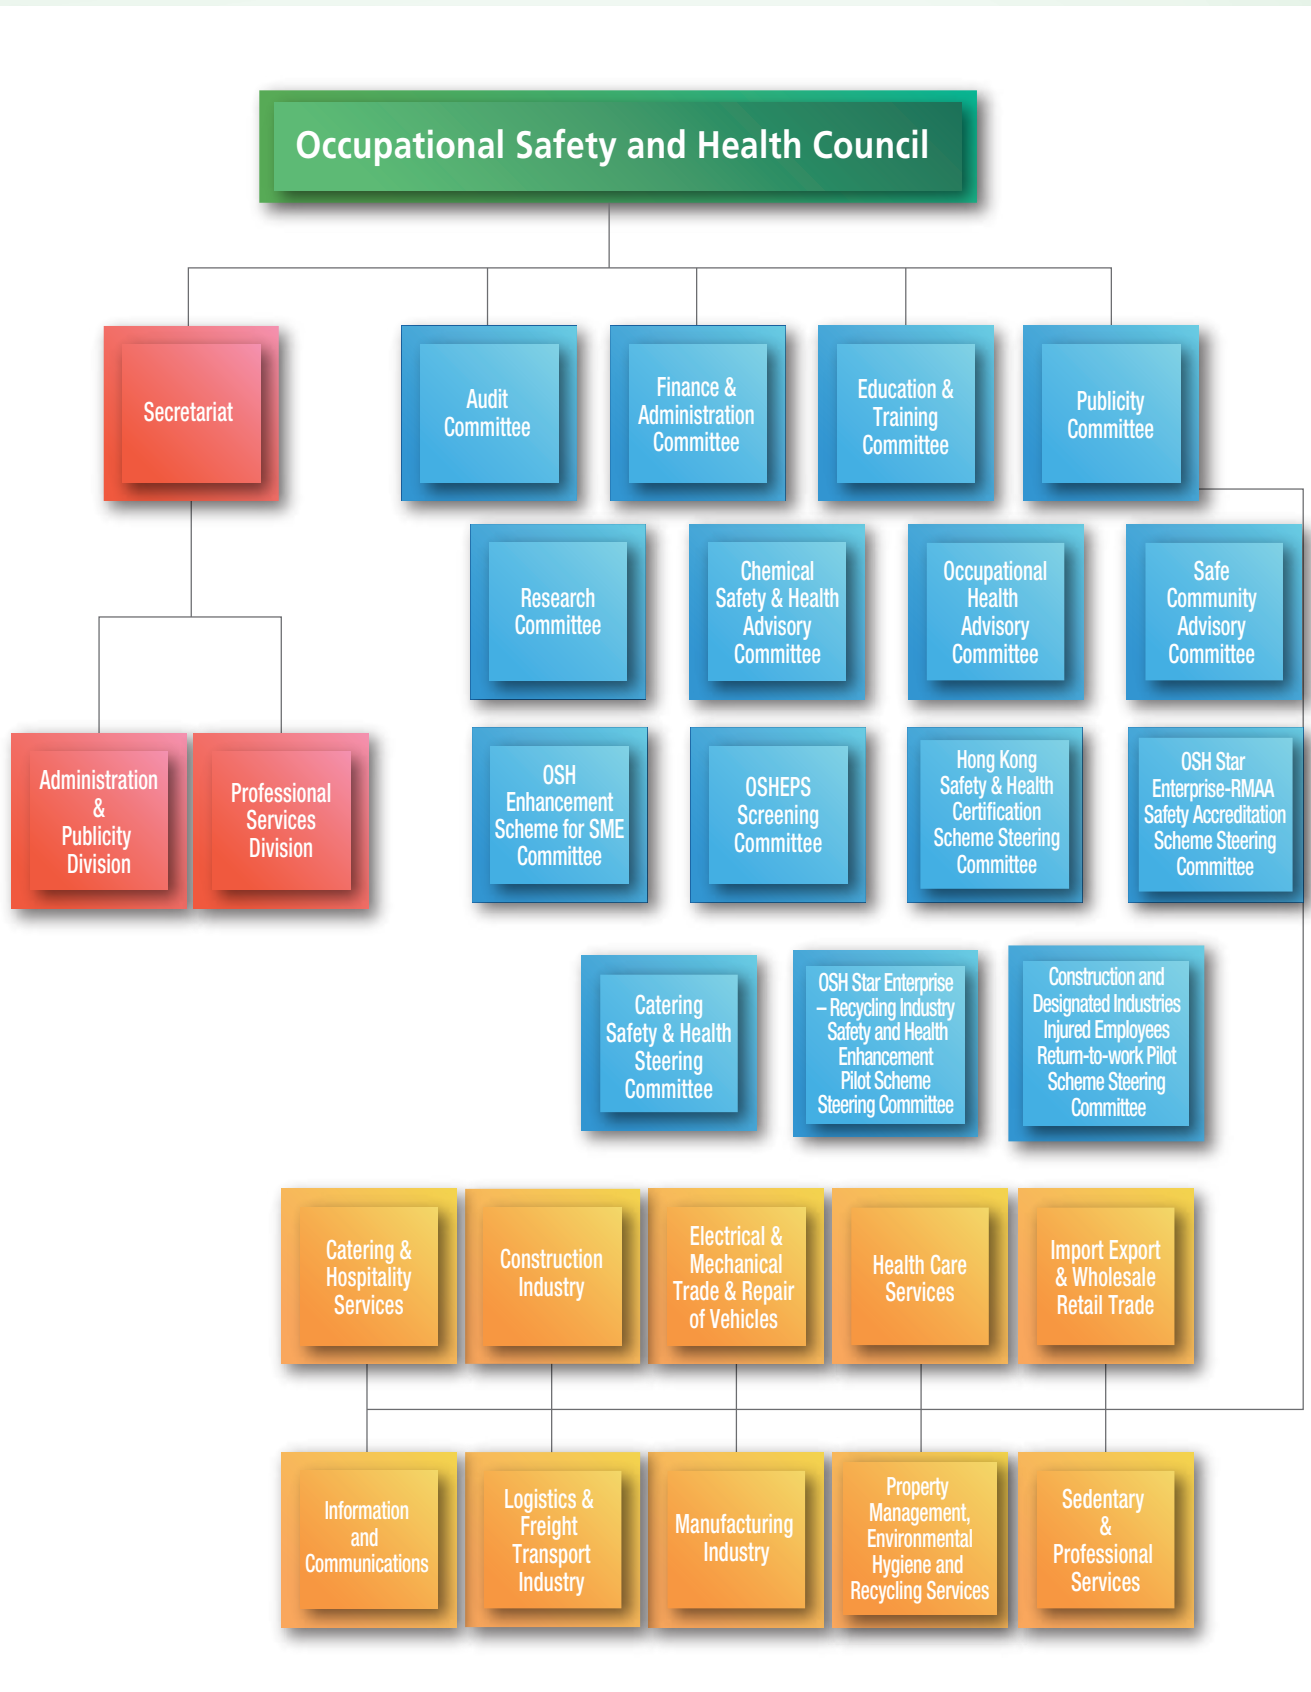 Occupational Safety and Health Council
Secretariat
Audit
Committee
Finance &
Administration
Committee
Education &
Training
Committee
Publicity
Committee
Research
Committee
Chemical
Safety & Health
Advisory
Committee
Occupational
Health
Advisory
Committee
Safe
Community
Advisory
Committee
Administration
&
Publicity
Division
Professional
Services
Division
OSH
Enhancement
Scheme for SME
Committee
OSHEPS
Screening
Committee
Hong Kong
Safety & Health
Certification
Scheme Steering
Committee
OSH Star
Enterprise-RMAA
Safety Accreditation
Scheme Steering
Committee
Catering
Safety & Health
Steering
Committee
OSH Star Enterprise
– Recycling Industry
Safety and Health
Enhancement
Pilot Scheme
Steering Committee
Construction and
Designated Industries
Injured Employees
Return-to-work Pilot
Scheme Steering
Committee
Catering &
Hospitality
Services
Construction
Industry
Electrical &
Mechanical
Trade & Repair
of Vehicles
Health Care
Services
Import Export
& Wholesale
Retail Trade
Information
and
Communications
Logistics &
Freight
Transport
Industry
Manufacturing
Industry
Property
Management,
Environmental
Hygiene and
Recycling Services
Sedentary
&
Professional
Services